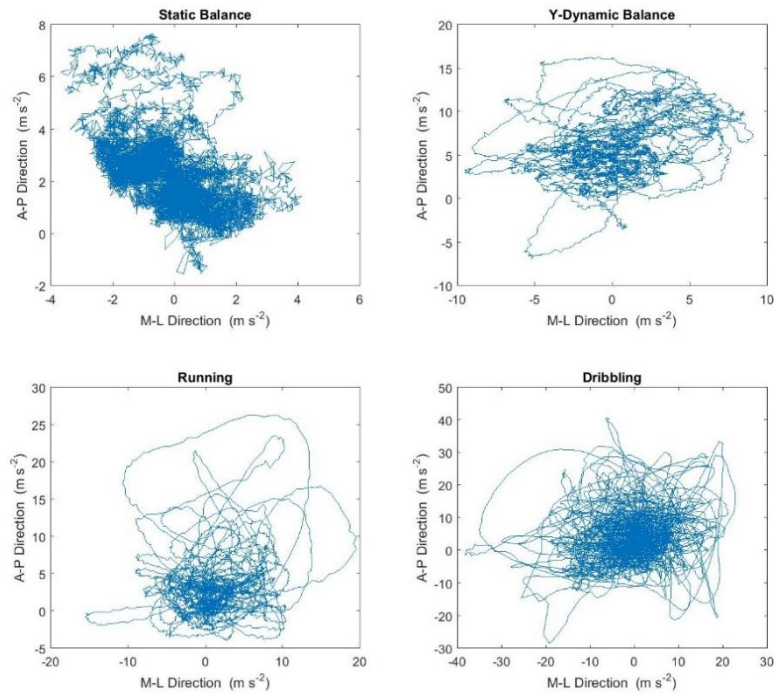 Static Balance
8
6
4
2
0
-2
-4 -2 0 2 4 6
A-P Direction (m s-2)
M-L Direction (m s-2)
Y-Dynamic Balance
20
15
10
5
0
-5
-10
-10 -5 0 5 10
A-P Direction (m s-2)
M-L Direction (m s-2)
Running
30
25
20
15
10
5
0
-5
-20 -10 0 10 20
A-P Direction (m s-2)
M-L Direction (m s-2)
Dribbling
50
40
30
20
10
0
-10
-20
-30
-40 -30 -20 -10 0 10 20 30
A-P Direction (m s-2)
M-L Direction (m s-2)